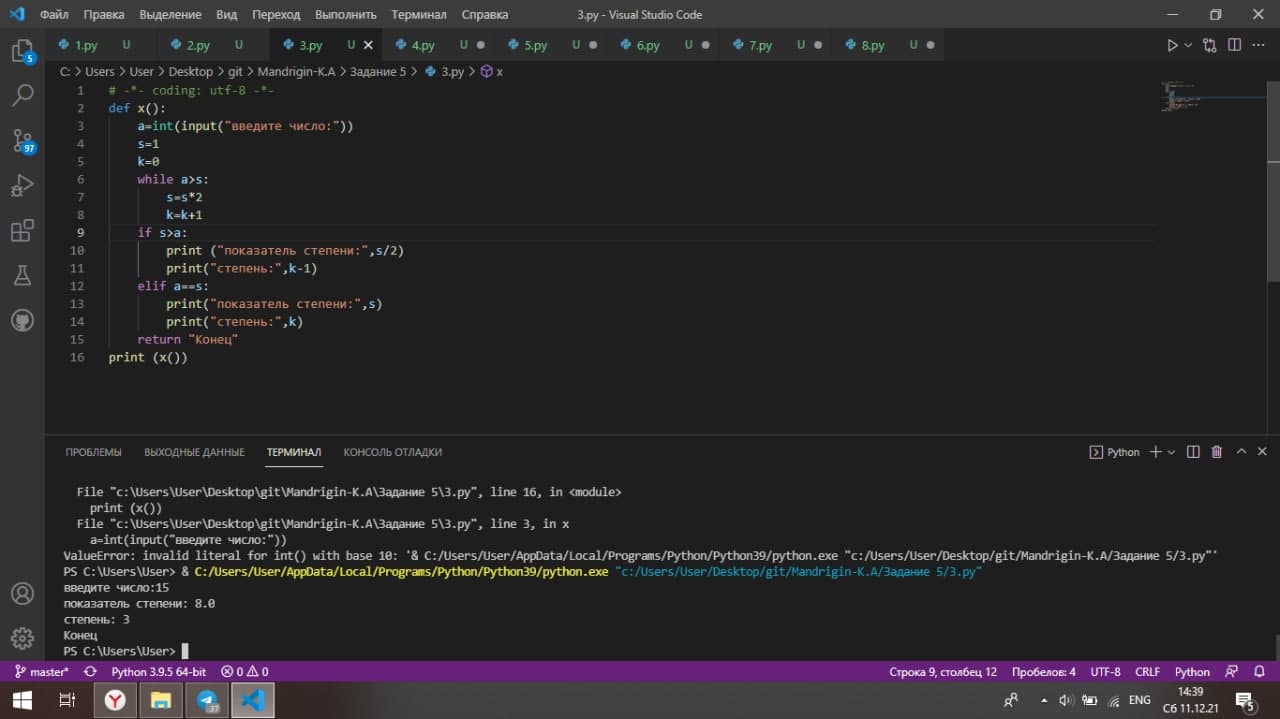 Файл Правка Выделение Вид Переход Выполнить Терминал Справка 3.py - Visual Studio Code
1.py U 2.py U 3.py U 4.py U 5.py U 6.py U 7.py U 8.py U
C: > Users > User > Desktop > git > Mandrigin-K.A > Задание 5 > 3.py > x
1 # -*- coding: utf-8 -*-
2 def x():
3 a=int(input("введите число:"))
4 s=1
5 k=0
6 while a>s:
7 s=s*2
8 k=k+1
9 if s>a:
10 print ("показатель степени:",s/2)
11 print("степень:",k-1)
12 elif a==s:
13 print("показатель степени:",s)
14 print("степень:",k)
15 return "Конец"
16 print (x())
5
97
ПРОБЛЕМЫ ВЫХОДНЫЕ ДАННЫЕ ТЕРМИНАЛ КОНСОЛЬ ОТЛАДКИ Python
File "c:\Users\User\Desktop\git\Mandrigin-K.A\Задание 5\3.py", line 16, in <module>
print (x())
File "c:\Users\User\Desktop\git\Mandrigin-K.A\Задание 5\3.py", line 3, in x
a=int(input("введите число:"))
ValueError: invalid literal for int() with base 10: '& C:/Users/User/AppData/Local/Programs/Python/Python39/python.exe "c:/Users/User/Desktop/git/Mandrigin-K.A/Задание 5/3.py"'
PS C:\Users\User> & C:/Users/User/AppData/Local/Programs/Python/Python39/python.exe "c:/Users/User/Desktop/git/Mandrigin-K.A/Задание 5/3.py"
введите число:15
показатель степени: 8.0
степень: 3
Конец
PS C:\Users\User>
master* Python 3.9.5 64-bit 0 0 Строка 9, столбец 12 Пробелов: 4 UTF-8 CRLF Python
37 ENG 14:39
Сб 11.12.21 5